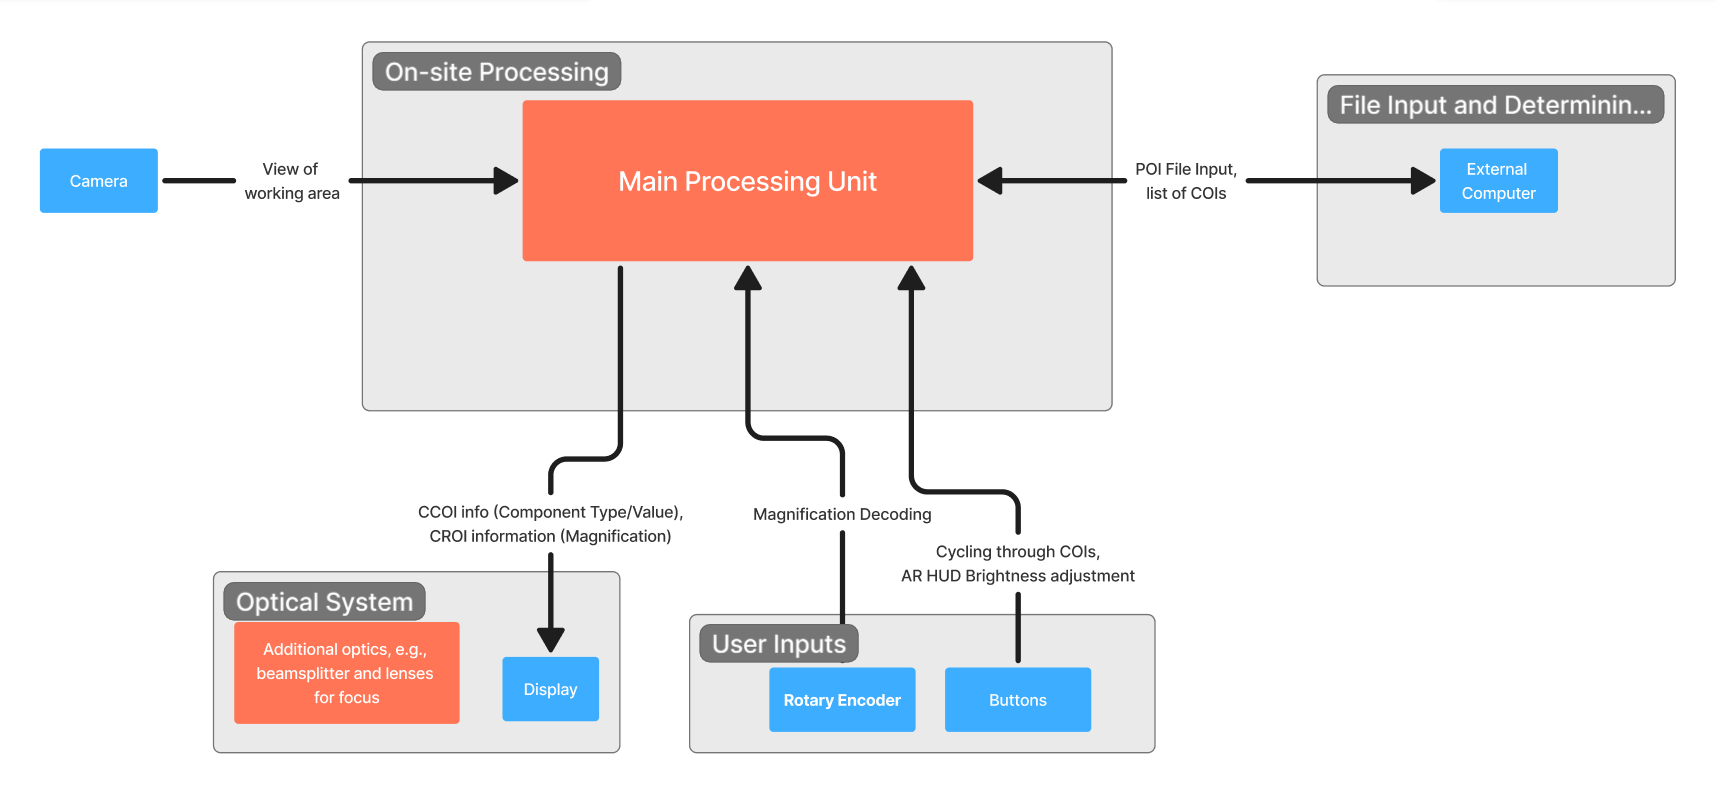 On-site Processing
File Input and Determinin...
Camera
View of
working area
Main Processing Unit
POI File Input,
list of COIs
External
Computer
CCOI info (Component Type/Value),
CROI information (Magnification)
Magnification Decoding
Cycling through COIs,
AR HUD Brightness adjustment
Optical System
Additional optics, e.g.,
beamsplitter and lenses
for focus
Display
User Inputs
Rotary Encoder
Buttons